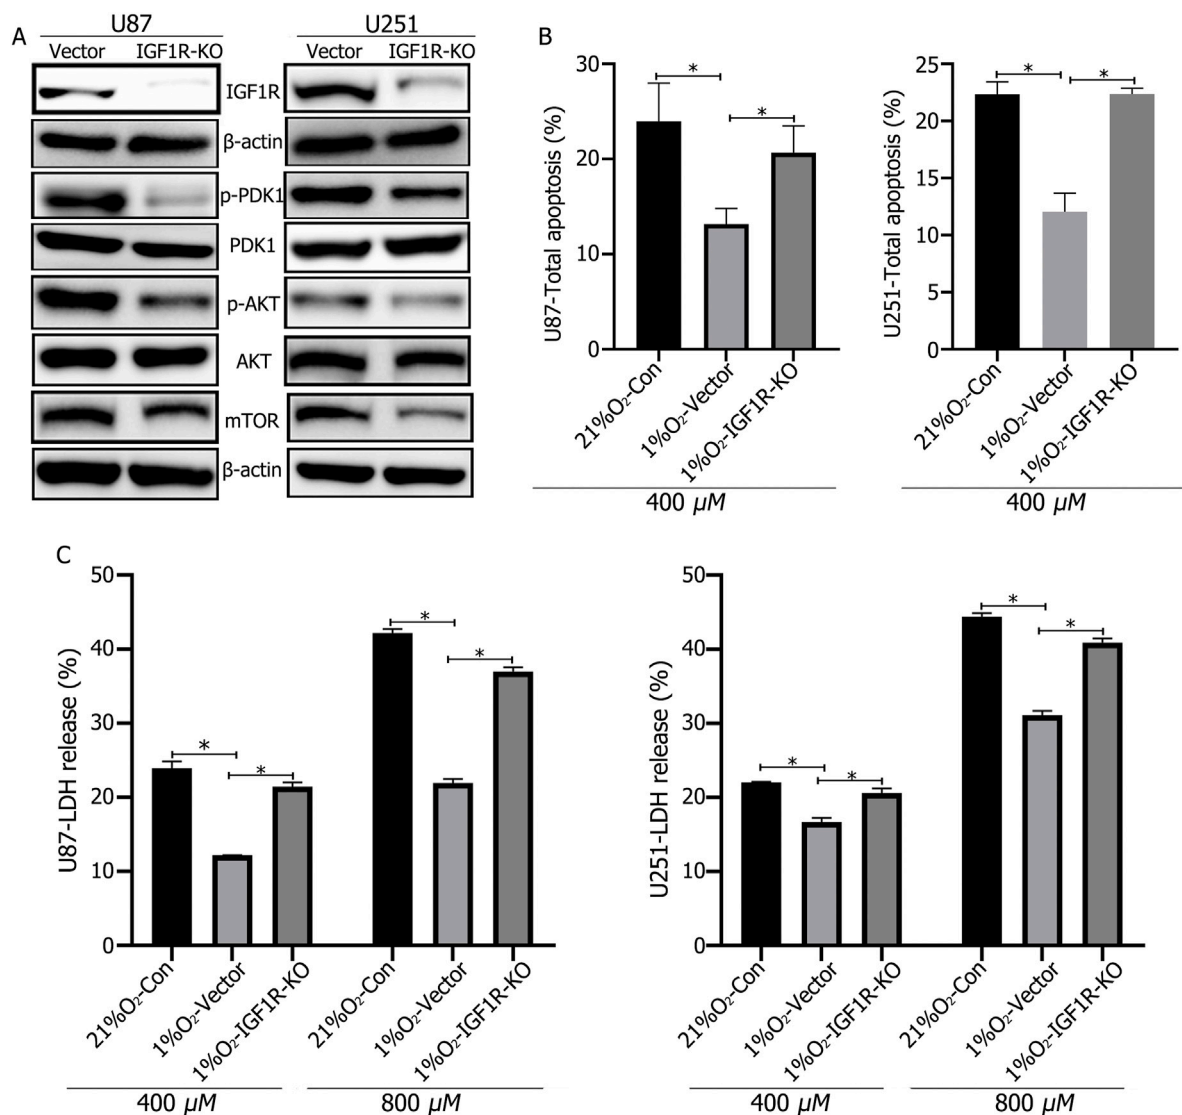 A
U87
U251
Vector IGF1R-KO
Vector IGF1R-KO
IGF1R
β-actin
p-PDK1
PDK1
p-AKT
AKT
mTOR
β-actin
B
U87-Total apoptosis (%)
30
20
10
0
*
*
21%O₂-Con
1%O₂-Vector
1%O₂-IGF1R-KO
400 µM
U251-Total apoptosis (%)
25
20
15
10
5
0
*
*
21%O₂-Con
1%O₂-Vector
1%O₂-IGF1R-KO
400 µM
C
U87-LDH release (%)
50
40
30
20
10
0
*
*
*
*
21%O₂-Con
1%O₂-Vector
1%O₂-IGF1R-KO
21%O₂-Con
1%O₂-Vector
1%O₂-IGF1R-KO
400 µM
800 µM
U251-LDH release (%)
50
40
30
20
10
0
*
*
*
*
21%O₂-Con
1%O₂-Vector
1%O₂-IGF1R-KO
21%O₂-Con
1%O₂-Vector
1%O₂-IGF1R-KO
400 µM
800 µM